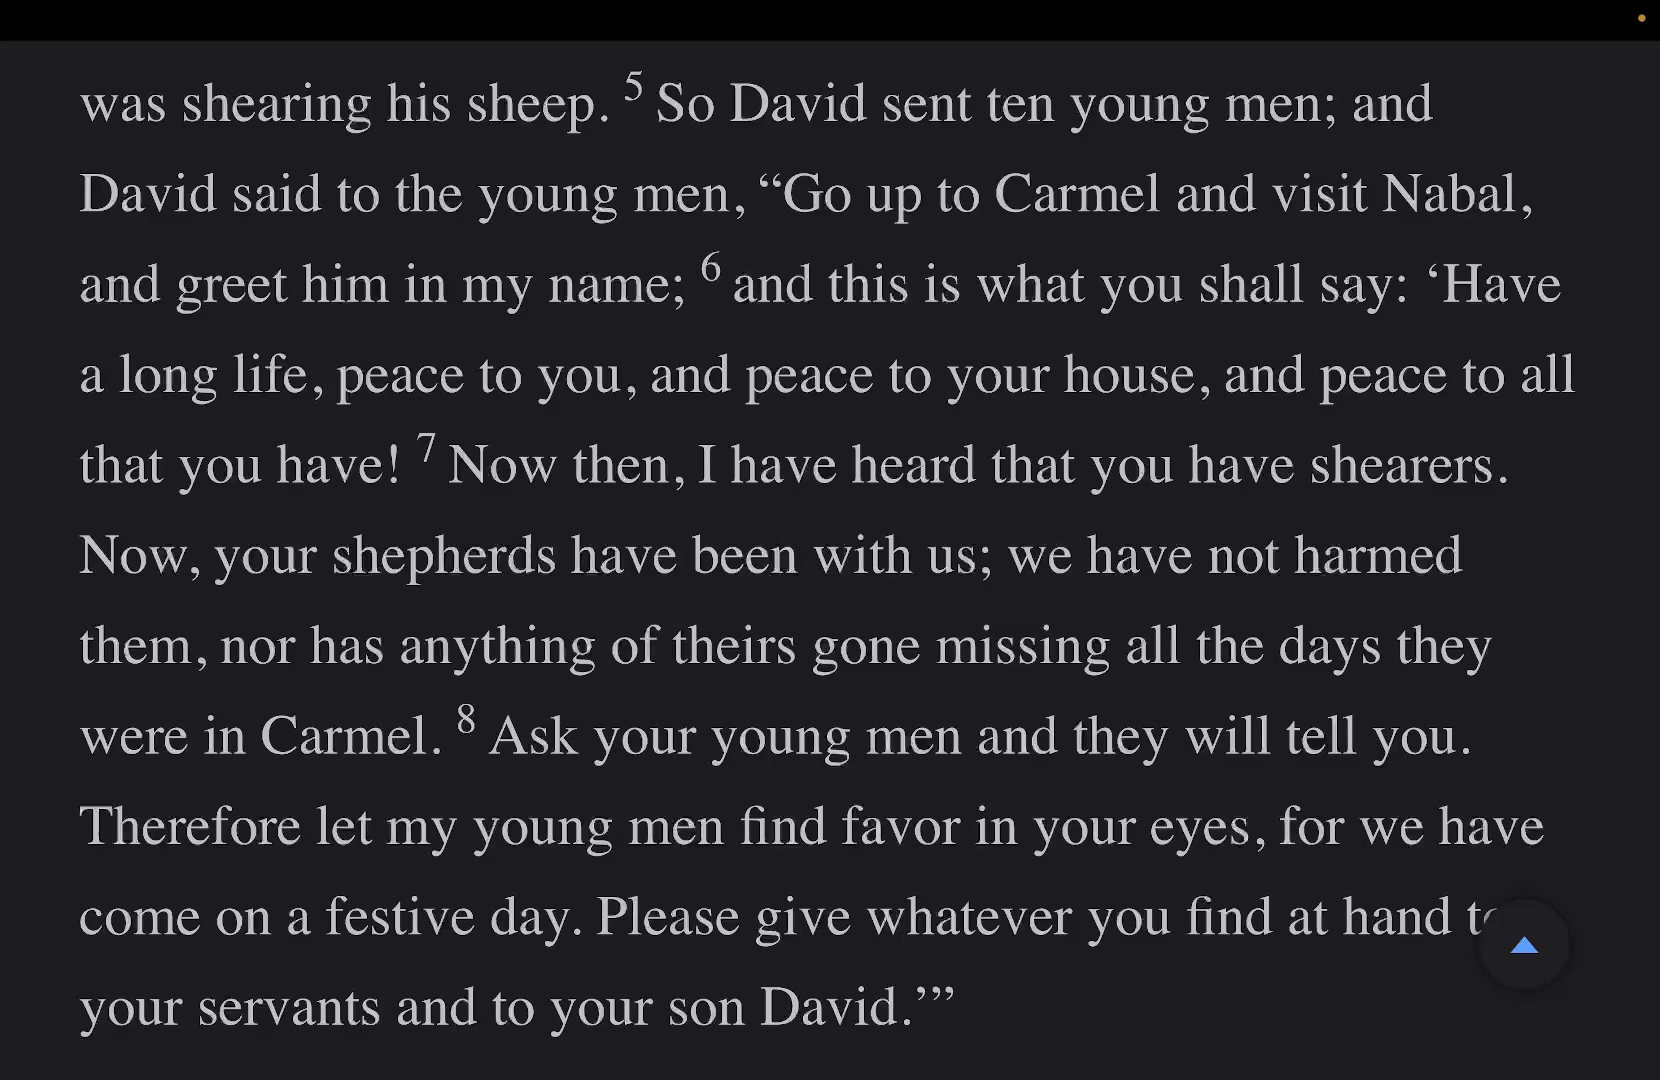 was shearing his sheep. 5 So David sent ten young men; and
David said to the young men, “Go up to Carmel and visit Nabal,
and greet him in my name; 6 and this is what you shall say: ‘Have
a long life, peace to you, and peace to your house, and peace to all
that you have! 7 Now then, I have heard that you have shearers.
Now, your shepherds have been with us; we have not harmed
them, nor has anything of theirs gone missing all the days they
were in Carmel. 8 Ask your young men and they will tell you.
Therefore let my young men find favor in your eyes, for we have
come on a festive day. Please give whatever you find at hand to
your servants and to your son David.’”